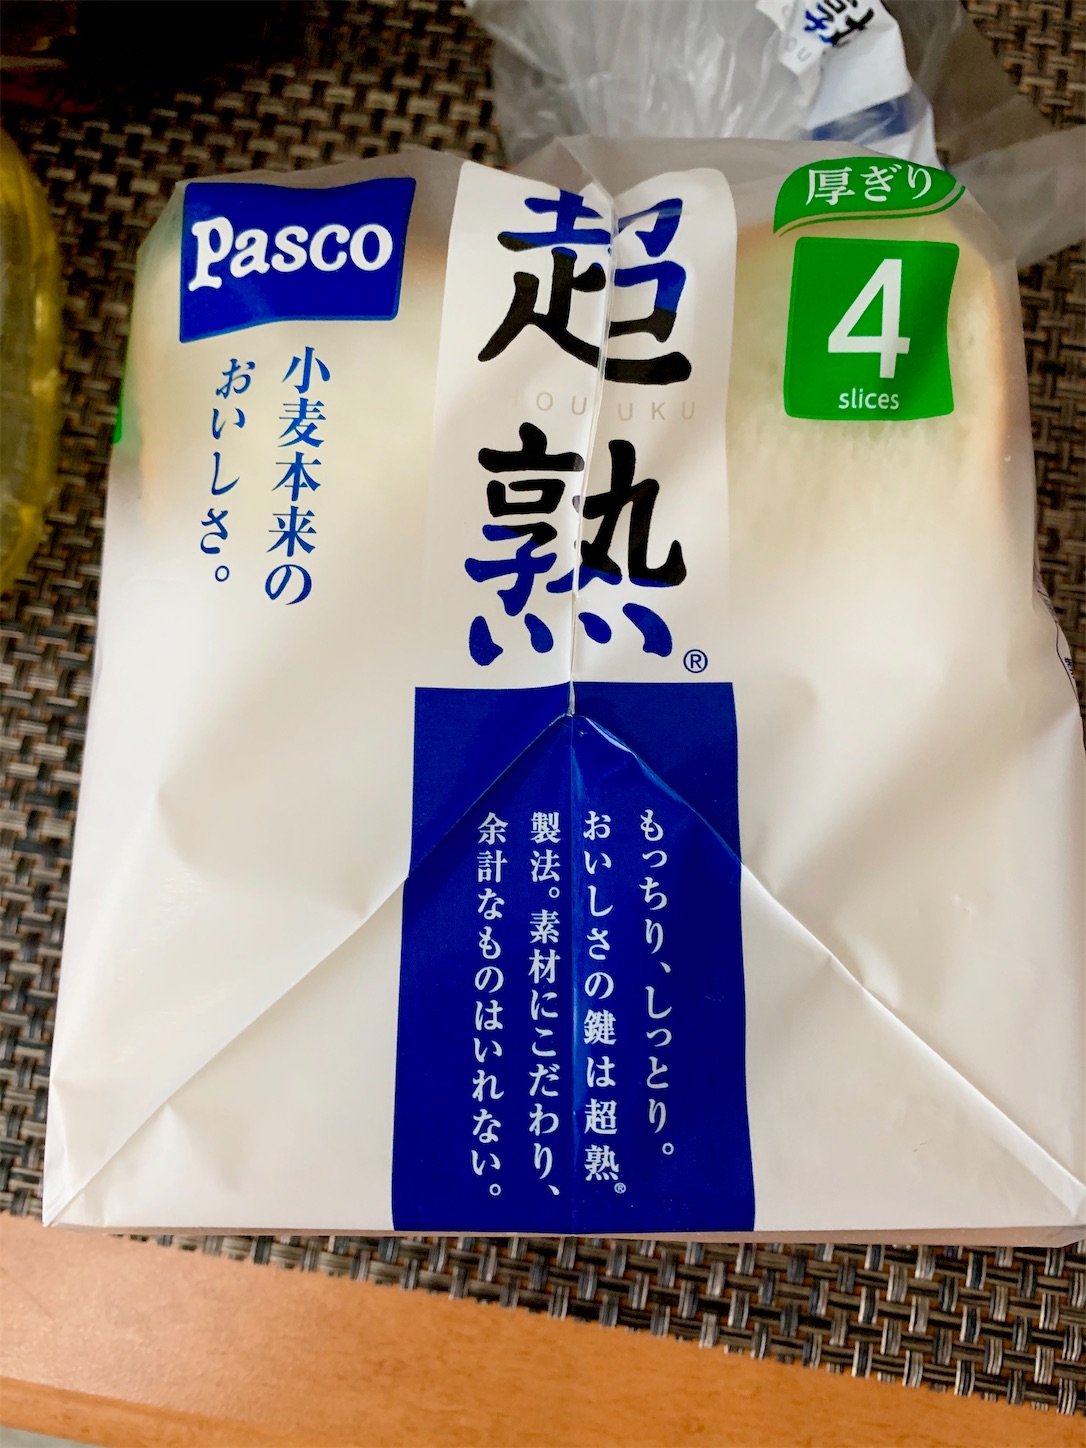 Pasco
小麦本来の
おいしさ。
超熟®
厚ぎり
4
slices
もっちり、しっとり。
おいしさの鍵は超熟®
製法。素材にこだわり、
余計なものはいれない。